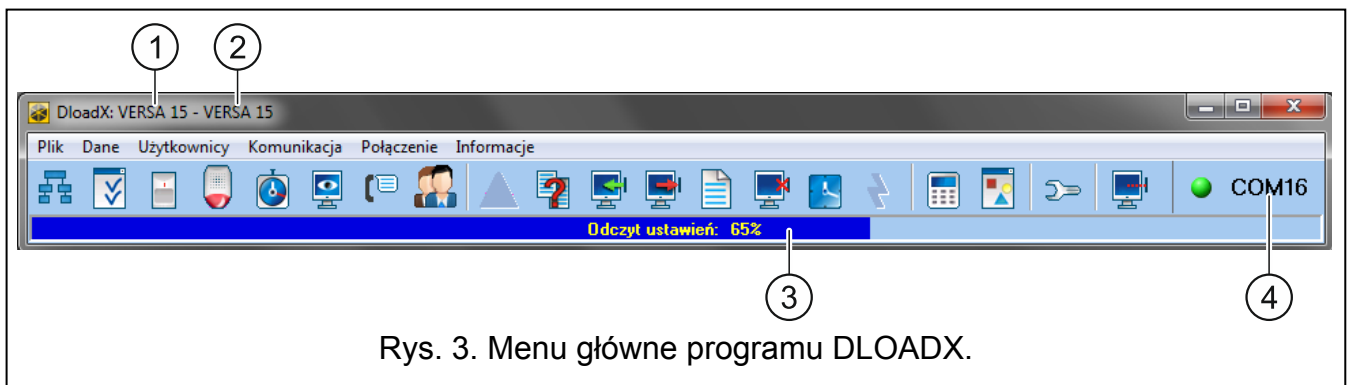 1 2
DloadX: VERSA 15 - VERSA 15
Plik Dane Użytkownicy Komunikacja Połączenie Informacje
COM16
Odczyt ustawień: 65%
3 4
Rys. 3. Menu główne programu DLOADX.